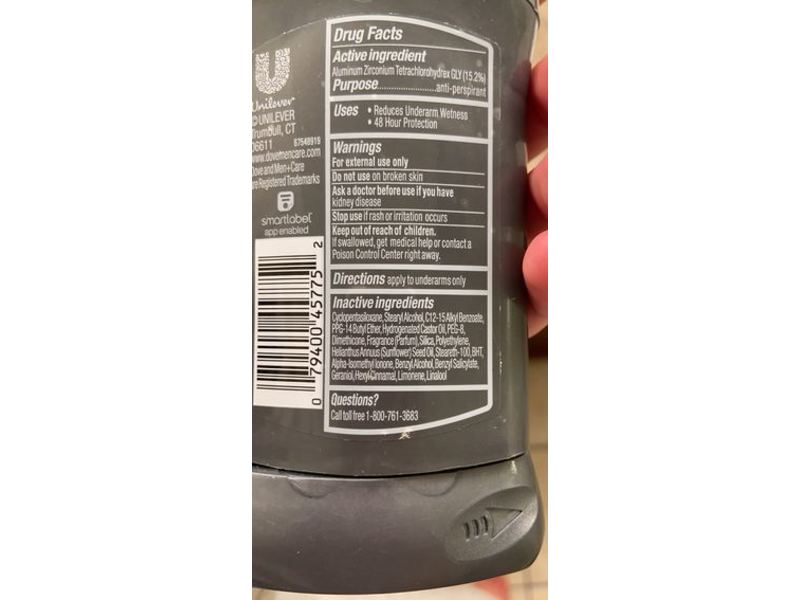 Unilever
©UNILEVER
Trumbull, CT
06611 67548919
www.dovemencare.com
Dove and Men+Care
are Registered Trademarks
smartlabel
app enabled
0 79400 45775 2
Drug Facts
Active ingredient
Aluminum Zirconium Tetrachlorohydrex GLY (15.2%)
Purpose..................anti-perspirant
Uses • Reduces Underarm Wetness
• 48 Hour Protection
Warnings
For external use only
Do not use on broken skin
Ask a doctor before use if you have
kidney disease
Stop use if rash or irritation occurs
Keep out of reach of children.
If swallowed, get medical help or contact a
Poison Control Center right away.
Directions apply to underarms only
Inactive ingredients
Cyclopentasiloxane, Stearyl Alcohol, C12-15 Alkyl Benzoate,
PPG-14 Butyl Ether, Hydrogenated Castor Oil, PEG-8,
Dimethicone, Fragrance (Parfum), Silica, Polyethylene,
Helianthus Annuus (Sunflower) Seed Oil, Steareth-100, BHT,
Alpha-Isomethyl Ionone, Benzyl Alcohol, Benzyl Salicylate,
Geraniol, Hexyl Cinnamal, Limonene, Linalool
Questions?
Call toll free 1-800-761-3683